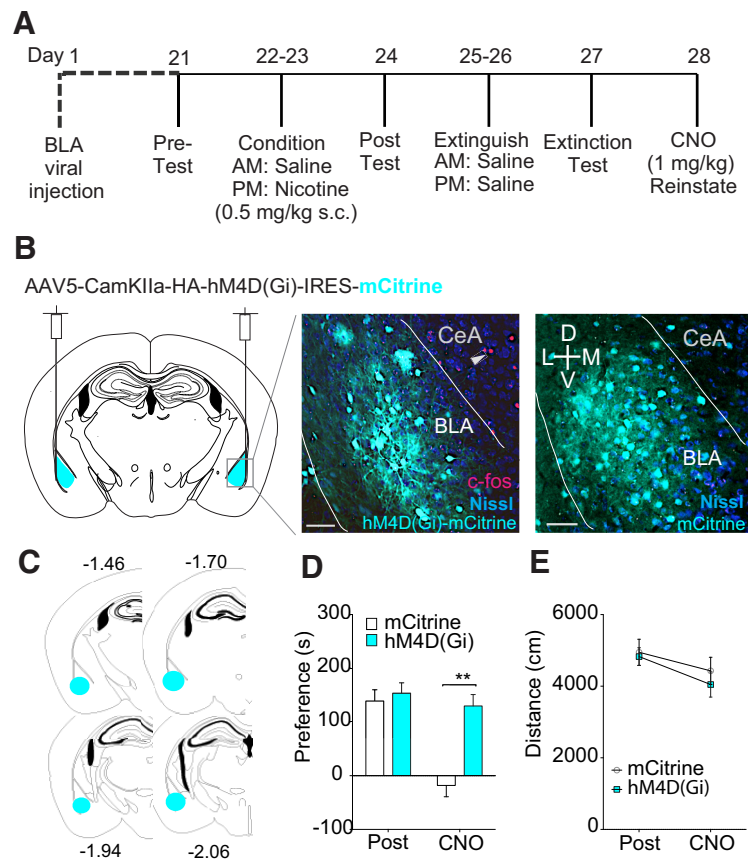 A
Day 1 21 22-23 24 25-26 27 28
BLA
viral
injection
Pre-
Test
Condition
AM: Saline
PM: Nicotine
(0.5 mg/kg s.c.)
Post
Test
Extinguish
AM: Saline
PM: Saline
Extinction
Test
CNO
(1 mg/kg)
Reinstate
B
AAV5-CamKIIa-HA-hM4D(Gi)-IRES-mCitrine
CeA
BLA
c-fos
Nissl
hM4D(Gi)-mCitrine
D
L M
V
CeA
BLA
Nissl
mCitrine
C
-1.46
-1.70
-1.94
-2.06
D
Preference (s)
300
200
100
0
-100
mCitrine
hM4D(Gi)
**
Post CNO
E
Distance (cm)
6000
4000
2000
0
mCitrine
hM4D(Gi)
Post CNO